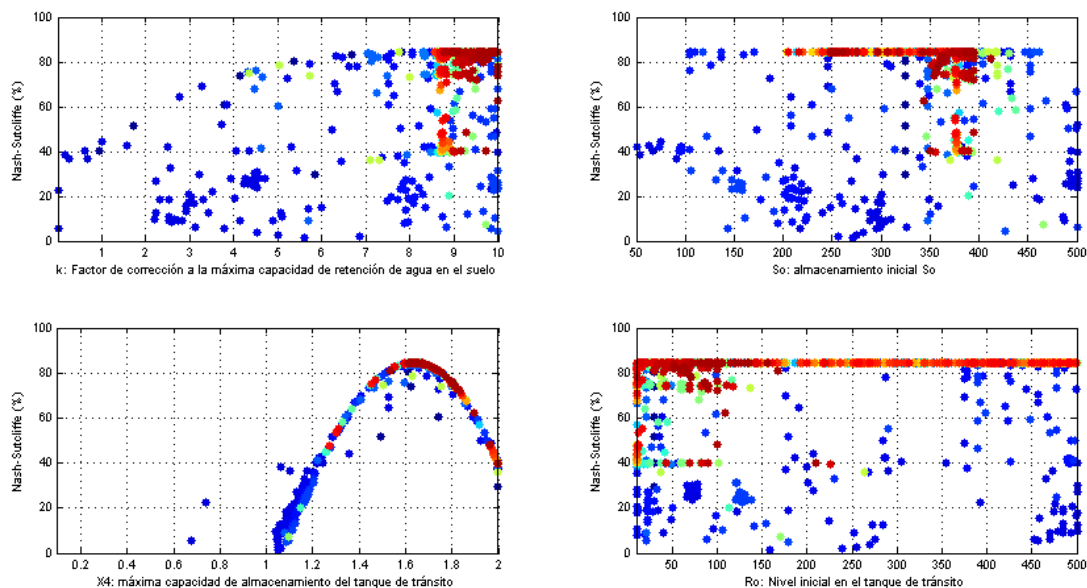 100
80
60
40
20
0
Nash-Sutcliffe (%)
0 1 2 3 4 5 6 7 8 9 10
k: Factor de corrección a la máxima capacidad de retención de agua en el suelo
100
80
60
40
20
0
Nash-Sutcliffe (%)
50 100 150 200 250 300 350 400 450 500
So: almacenamiento inicial So
100
80
60
40
20
0
Nash-Sutcliffe (%)
0.2 0.4 0.6 0.8 1 1.2 1.4 1.6 1.8 2
X4: máxima capacidad de almacenamiento del tanque de tránsito
100
80
60
40
20
0
Nash-Sutcliffe (%)
50 100 150 200 250 300 350 400 450 500
Ro: Nivel inicial en el tanque de tránsito